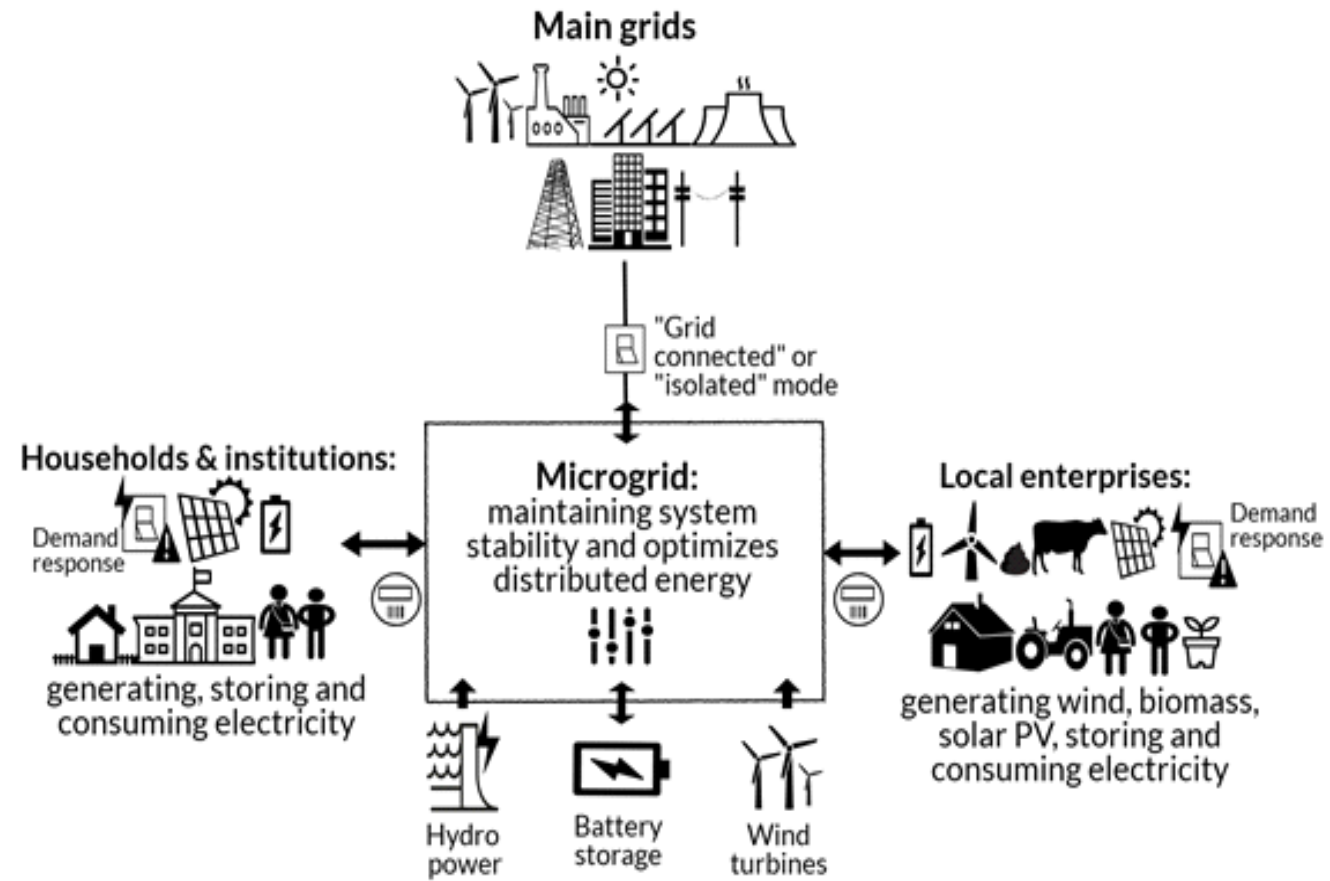 Main grids
"Grid
connected" or
"isolated" mode
Households & institutions:
Demand
response
generating, storing and
consuming electricity
Microgrid:
maintaining system
stability and optimizes
distributed energy
Local enterprises:
Demand
response
generating wind, biomass,
solar PV, storing and
consuming electricity
Hydro
power
Battery
storage
Wind
turbines